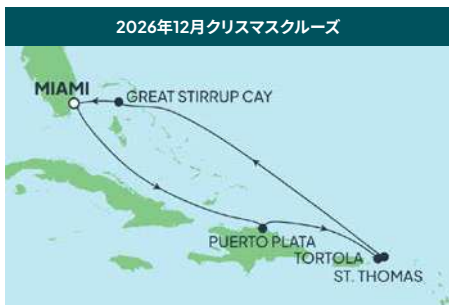 2026年12月クリスマスクルーズ
MIAMI
GREAT STIRRUP CAY
PUERTO PLATA
TORTOLA
ST. THOMAS